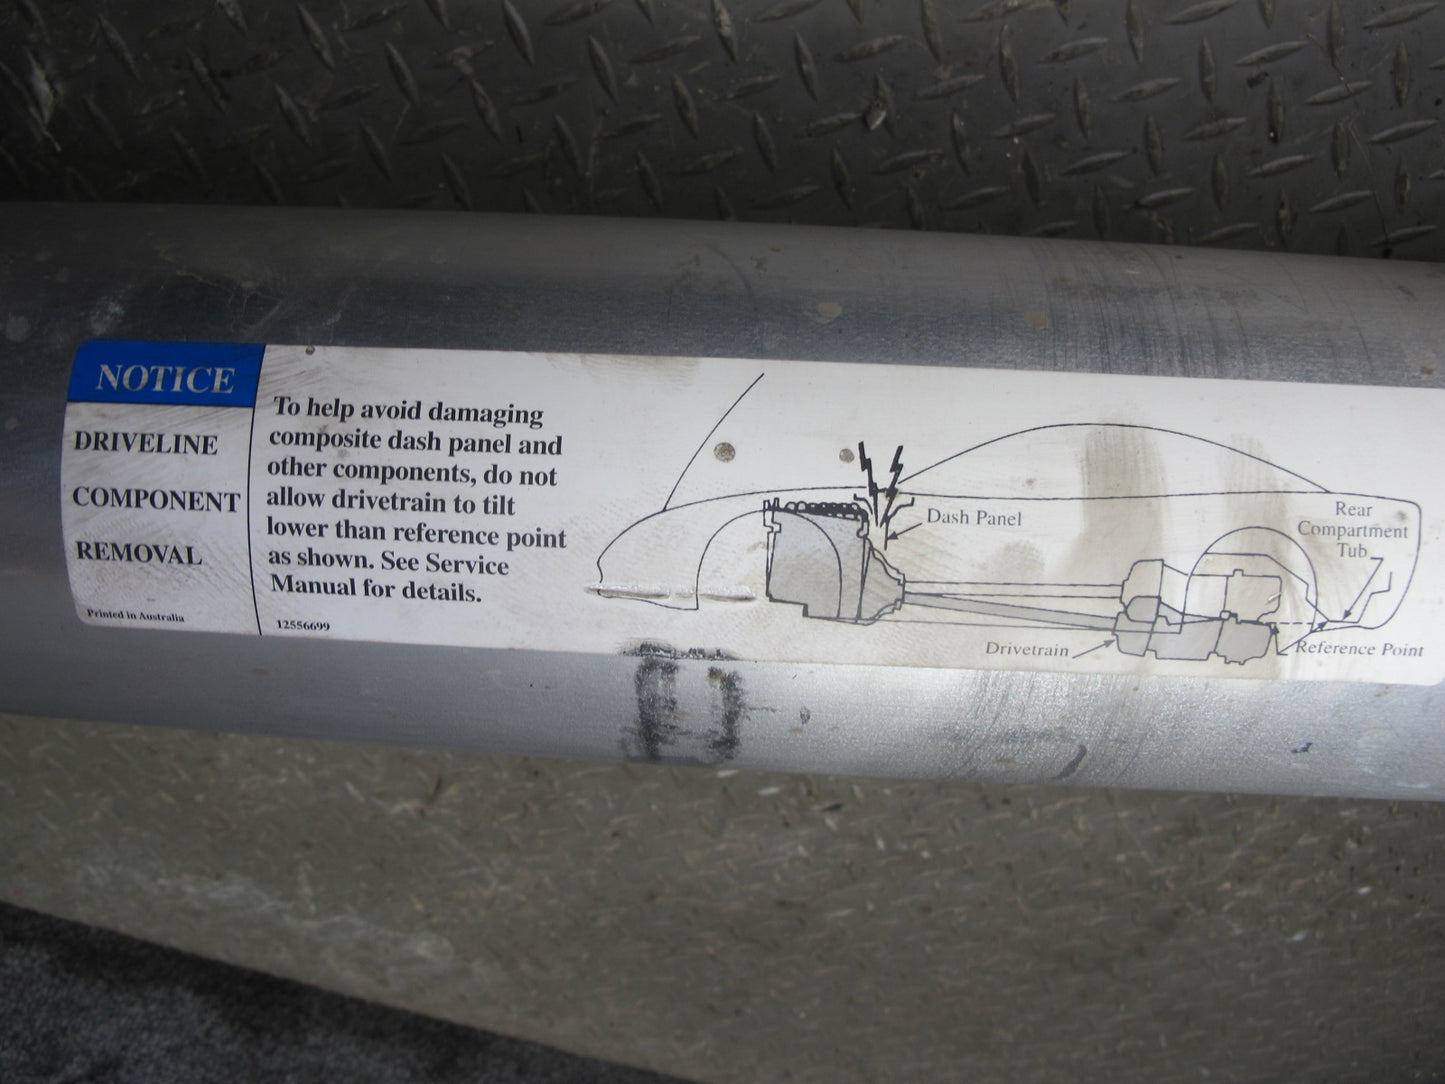 NOTICE
DRIVELINE
COMPONENT
REMOVAL
Printed in Australia
To help avoid damaging
composite dash panel and
other components, do not
allow drivetrain to tilt
lower than reference point
as shown. See Service
Manual for details.
12556699
Dash Panel
Rear
Compartment
Tub
Drivetrain
Reference Point